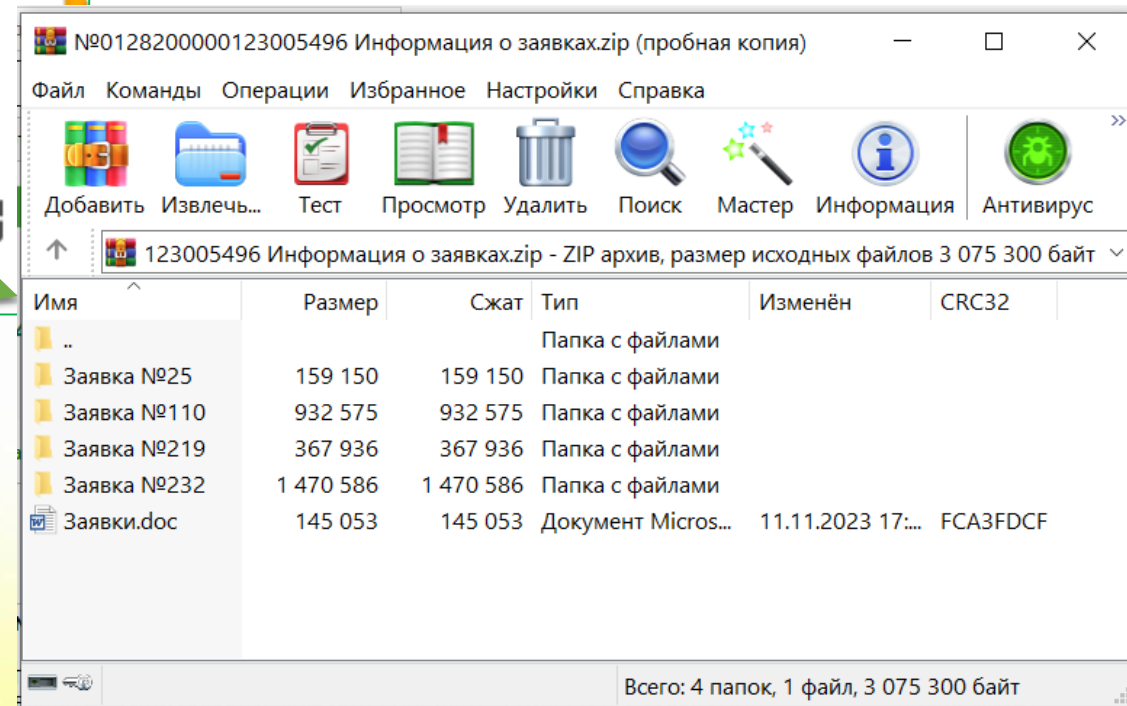 №0128200000123005496 Информация о заявках.zip (пробная копия)
Файл Команды Операции Избранное Настройки Справка
Добавить Извлечь... Тест Просмотр Удалить Поиск Мастер Информация Антивирус
123005496 Информация о заявках.zip - ZIP архив, размер исходных файлов 3 075 300 байт
Имя Размер Сжат Тип Изменён CRC32
.. Папка с файлами
Заявка №25 159 150 159 150 Папка с файлами
Заявка №110 932 575 932 575 Папка с файлами
Заявка №219 367 936 367 936 Папка с файлами
Заявка №232 1 470 586 1 470 586 Папка с файлами
Заявки.doc 145 053 145 053 Документ Micros... 11.11.2023 17:... FCA3FDCF
Всего: 4 папок, 1 файл, 3 075 300 байт